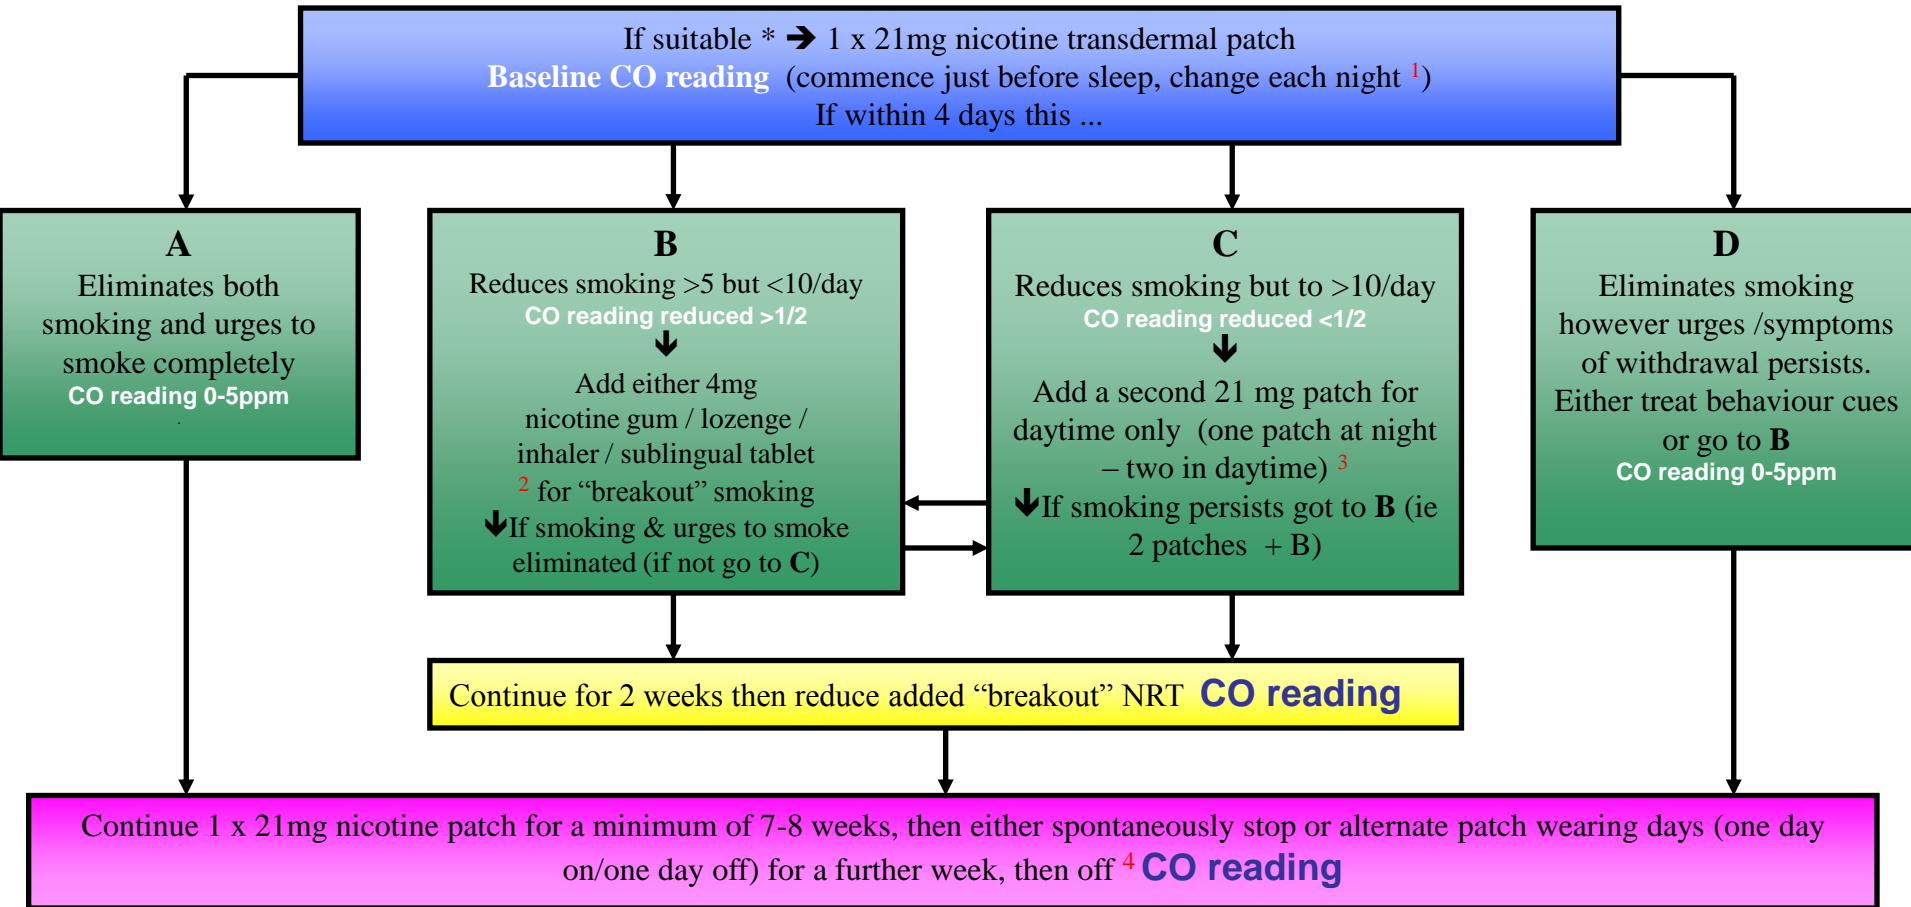 If suitable * ➔ 1 x 21mg nicotine transdermal patch
Baseline CO reading (commence just before sleep, change each night 1)
If within 4 days this ...
A
Eliminates both
smoking and urges to
smoke completely
CO reading 0-5ppm
.
B
Reduces smoking >5 but <10/day
CO reading reduced >1/2
🡻
Add either 4mg
nicotine gum / lozenge /
inhaler / sublingual tablet
2 for “breakout” smoking
🡻If smoking & urges to smoke
eliminated (if not go to C)
C
Reduces smoking but to >10/day
CO reading reduced <1/2
🡻
Add a second 21 mg patch for
daytime only (one patch at night
– two in daytime) 3
🡻If smoking persists got to B (ie
2 patches + B)
D
Eliminates smoking
however urges /symptoms
of withdrawal persists.
Either treat behaviour cues
or go to B
CO reading 0-5ppm
Continue for 2 weeks then reduce added “breakout” NRT CO reading
Continue 1 x 21mg nicotine patch for a minimum of 7-8 weeks, then either spontaneously stop or alternate patch wearing days (one day
on/one day off) for a further week, then off 4 CO reading